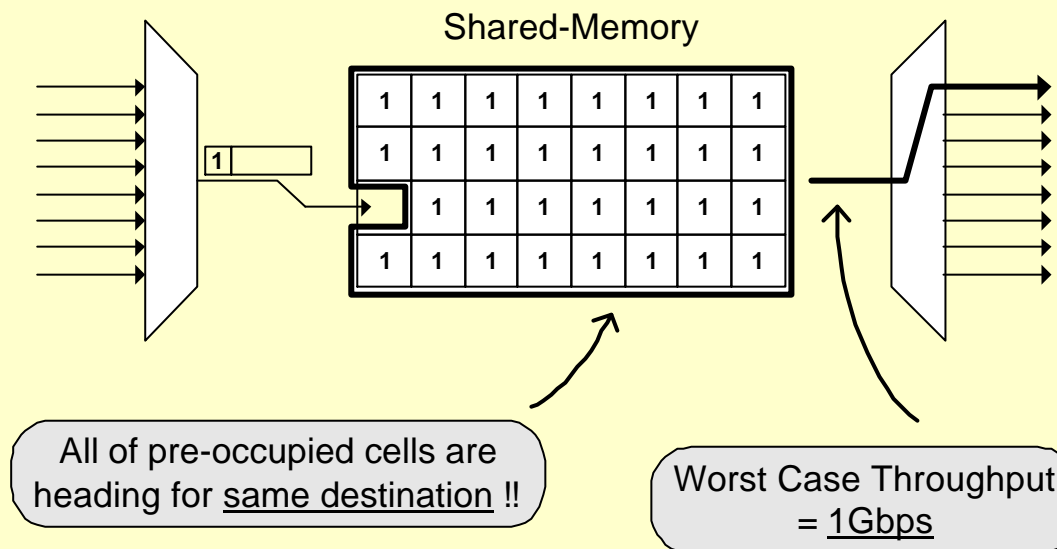 Shared-Memory
1 1 1 1 1 1 1 1
1 1 1 1 1 1 1 1
1
1 1 1 1 1 1 1
1 1 1 1 1 1 1 1
All of pre-occupied cells are
heading for same destination !!
Worst Case Throughput
= 1Gbps